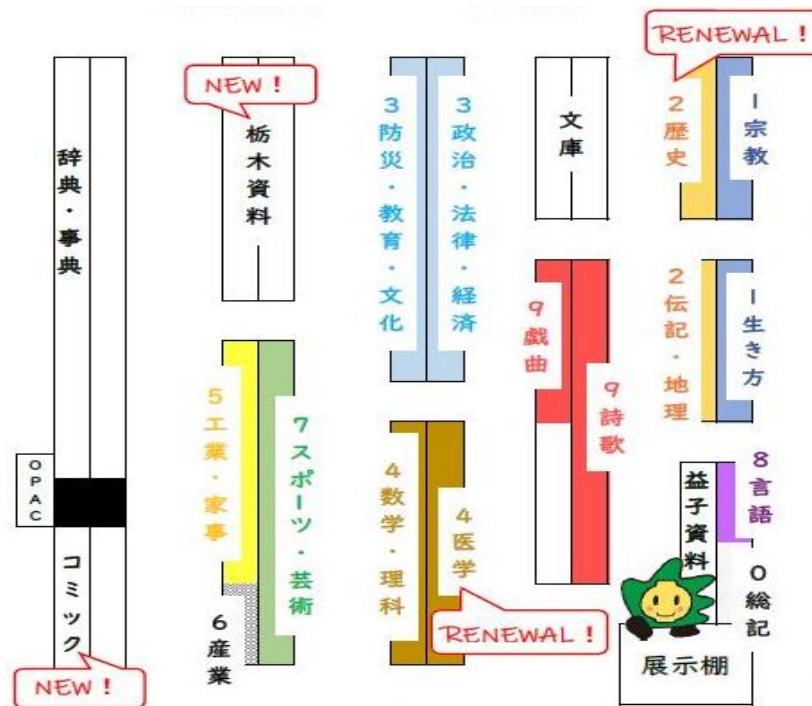 辞典・事典
OPAC
コミック
NEW!
NEW!
栃木資料
5工業・家事
6産業
7スポーツ・芸術
3防災・教育・文化
3政治・法律・経済
4数学・理科
4医学
RENEWAL!
文庫
9戯曲
9詩歌
RENEWAL!
2歴史
1宗教
2伝記・地理
1生き方
益子資料
8言語
0総記
展示棚